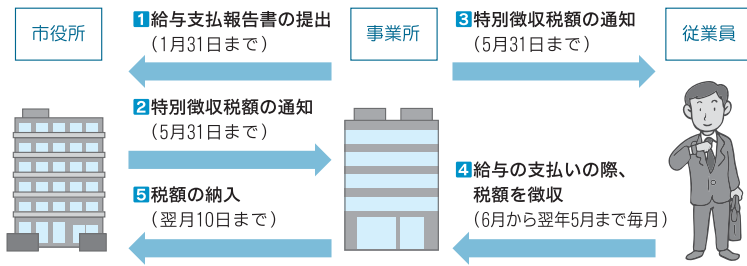 市役所
1 給与支払報告書の提出
(1月31日まで)
事業所
3 特別徴収税額の通知
(5月31日まで)
従業員
2 特別徴収税額の通知
(5月31日まで)
5 税額の納入
(翌月10日まで)
4 給与の支払いの際、
税額を徴収
(6月から翌年5月まで毎月)